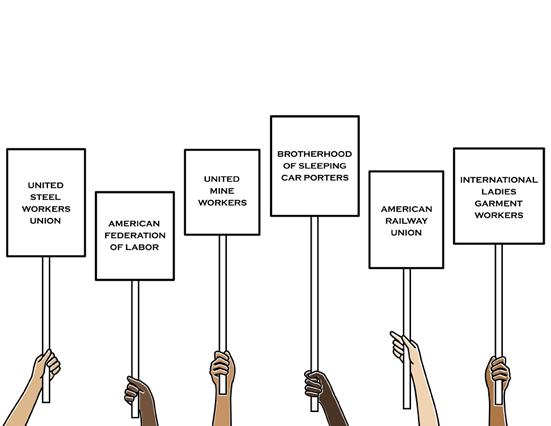 UNITED
STEEL
WORKERS
UNION
AMERICAN
FEDERATION
OF LABOR
UNITED
MINE
WORKERS
BROTHERHOOD
OF SLEEPING
CAR PORTERS
AMERICAN
RAILWAY
UNION
INTERNATIONAL
LADIES
GARMENT
WORKERS